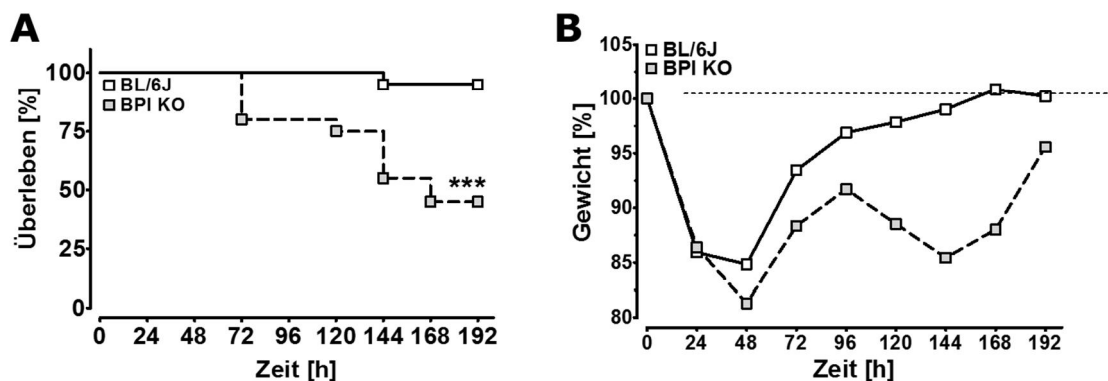 A
Überleben [%]
100
75
50
25
0
BL/6J
BPI KO
***
0 24 48 72 96 120 144 168 192
Zeit [h]
B
Gewicht [%]
105
100
95
90
85
80
BL/6J
BPI KO
0 24 48 72 96 120 144 168 192
Zeit [h]